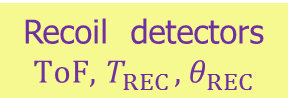 Recoil detectors
ToF, T_REC, θ_REC